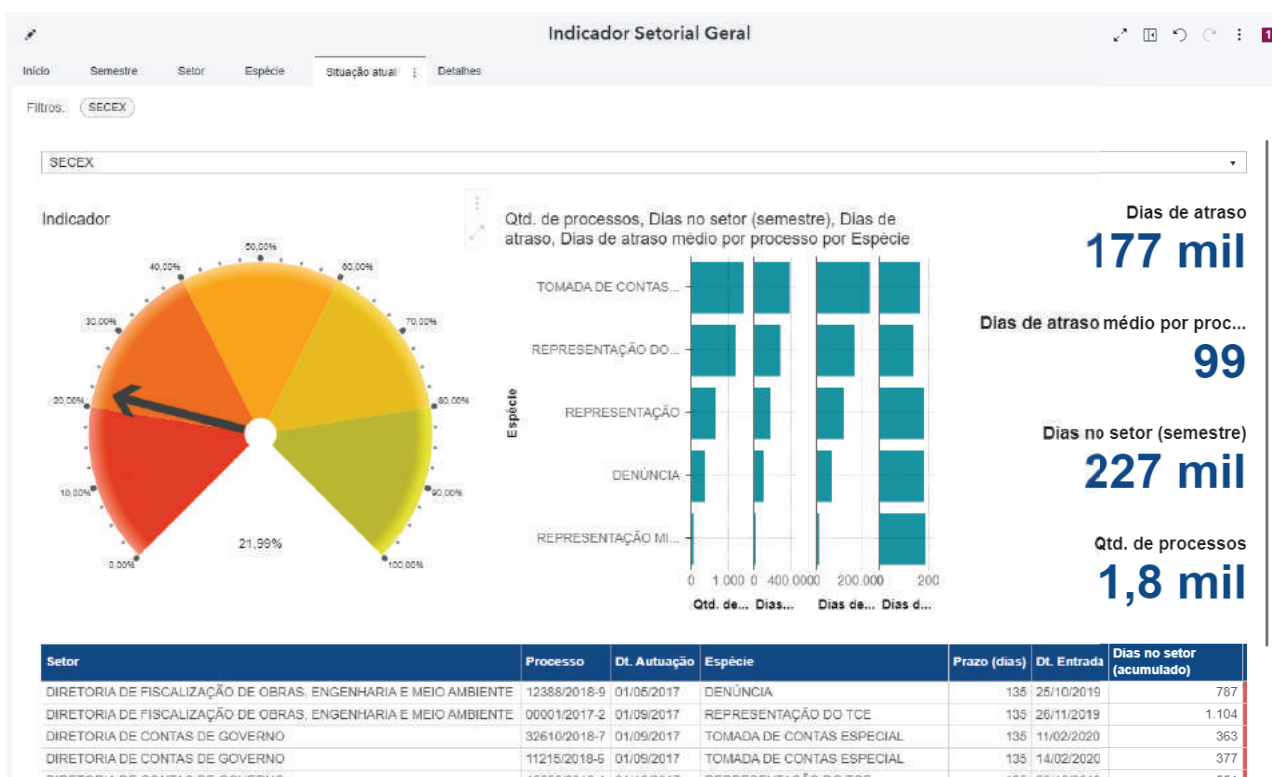 Indicador Setorial Geral
1
Início Semestre Setor Espécie Situação atual Detalhes
Filtros: SECEX
SECEX
Indicador
50,00%
40,00% 60,00%
30,00% 70,00%
20,00% 80,00%
10,00% 90,00%
0,00% 100,00%
21,99%
Qtd. de processos, Dias no setor (semestre), Dias de
atraso, Dias de atraso médio por processo por Espécie
Espécie
TOMADA DE CONTAS...
REPRESENTAÇÃO DO...
REPRESENTAÇÃO
DENÚNCIA
REPRESENTAÇÃO MI...
0 1.000 0 400.000 0 200.000 200
Qtd. de... Dias... Dias de... Dias d...
Dias de atraso
177 mil
Dias de atraso médio por proc...
99
Dias no setor (semestre)
227 mil
Qtd. de processos
1,8 mil
Setor Processo Dt. Autuação Espécie Prazo (dias) Dt. Entrada Dias no setor (acumulado)
DIRETORIA DE FISCALIZAÇÃO DE OBRAS, ENGENHARIA E MEIO AMBIENTE 12388/2018-9 01/05/2017 DENÚNCIA 135 25/10/2019 787
DIRETORIA DE FISCALIZAÇÃO DE OBRAS, ENGENHARIA E MEIO AMBIENTE 00001/2017-2 01/09/2017 REPRESENTAÇÃO DO TCE 135 26/11/2019 1.104
DIRETORIA DE CONTAS DE GOVERNO 32610/2018-7 01/09/2017 TOMADA DE CONTAS ESPECIAL 135 11/02/2020 363
DIRETORIA DE CONTAS DE GOVERNO 11215/2018-5 01/09/2017 TOMADA DE CONTAS ESPECIAL 135 14/02/2020 377